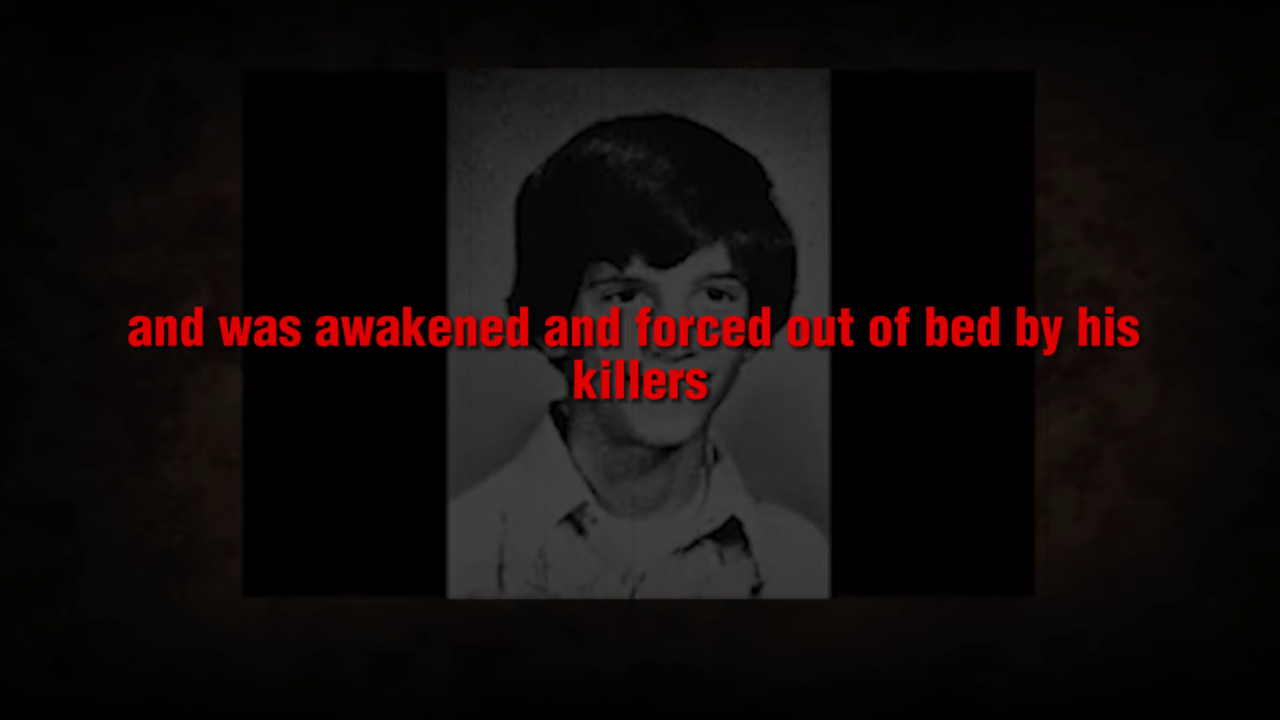 and was awakened and forced out of bed by his
killers